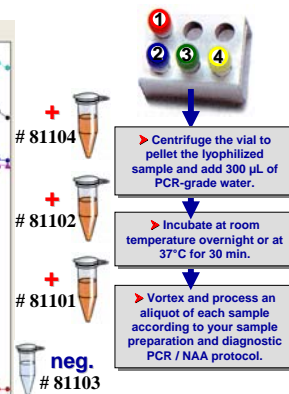 +
# 81104
+
# 81102
+
# 81101
neg.
# 81103
1
2
3
4
➤ Centrifuge the vial to
pellet the lyophilized
sample and add 300 µL of
PCR-grade water.
➤ Incubate at room
temperature overnight or at
37°C for 30 min.
➤ Vortex and process an
aliquot of each sample
according to your sample
preparation and diagnostic
PCR / NAA protocol.